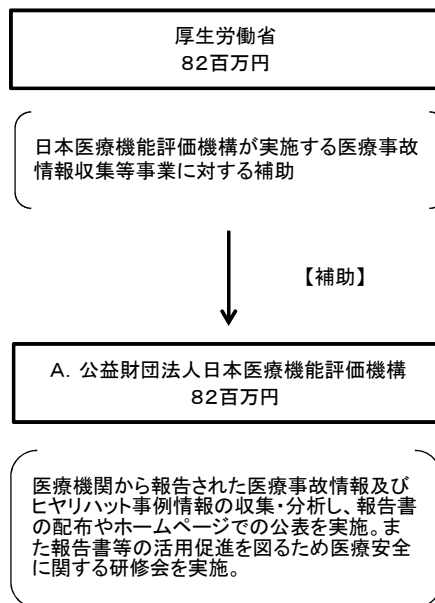 厚生労働省
82百万円
日本医療機能評価機構が実施する医療事故
情報収集等事業に対する補助
【補助】
A. 公益財団法人日本医療機能評価機構
82百万円
医療機関から報告された医療事故情報及び
ヒヤリハット事例情報の収集・分析し、報告書
の配布やホームページでの公表を実施。ま
た報告書等の活用促進を図るため医療安全
に関する研修会を実施。